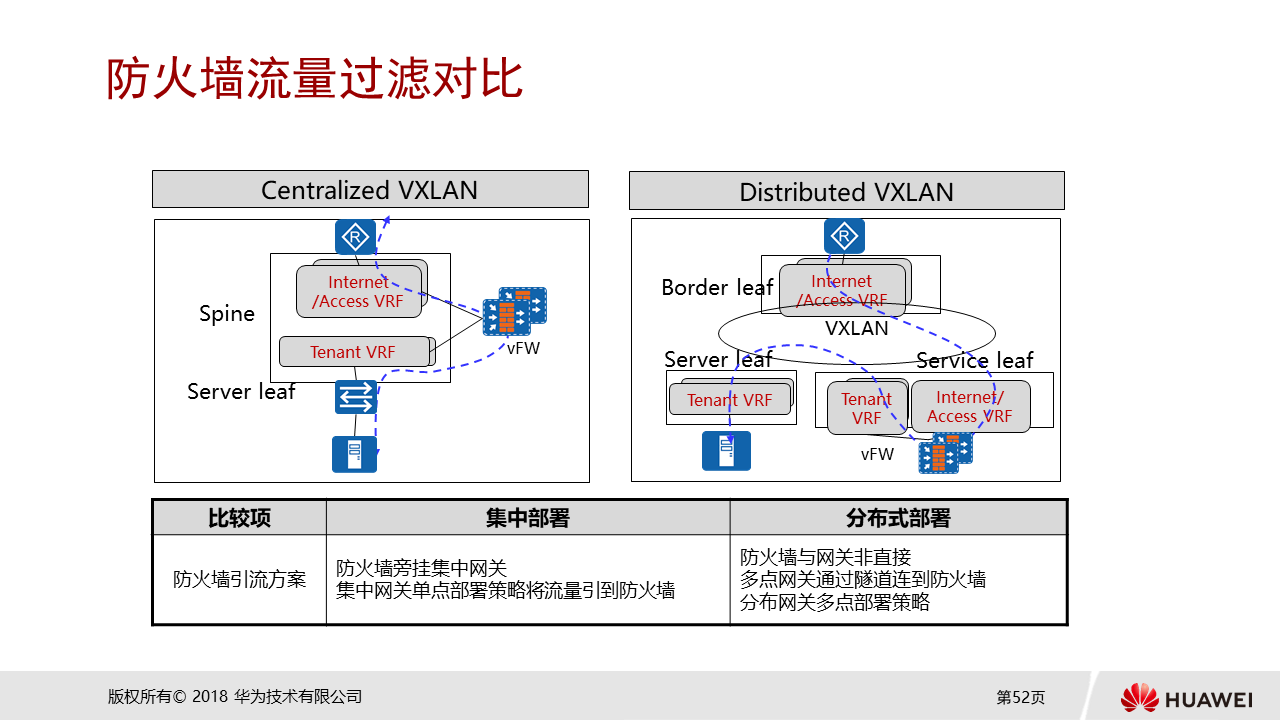 防火墙流量过滤对比
Centralized VXLAN
R
Internet
/Access VRF
Spine
Tenant VRF
vFW
Server leaf
Distributed VXLAN
R
Border leaf
Internet
/Access VRF
VXLAN
Server leaf
Service leaf
Tenant VRF
Tenant
VRF
Internet/
Access VRF
vFW
比较项
集中部署
分布式部署
防火墙引流方案
防火墙旁挂集中网关
集中网关单点部署策略将流量引到防火墙
防火墙与网关非直接
多点网关通过隧道连到防火墙
分布网关多点部署策略
版权所有© 2018 华为技术有限公司
第52页
HUAWEI